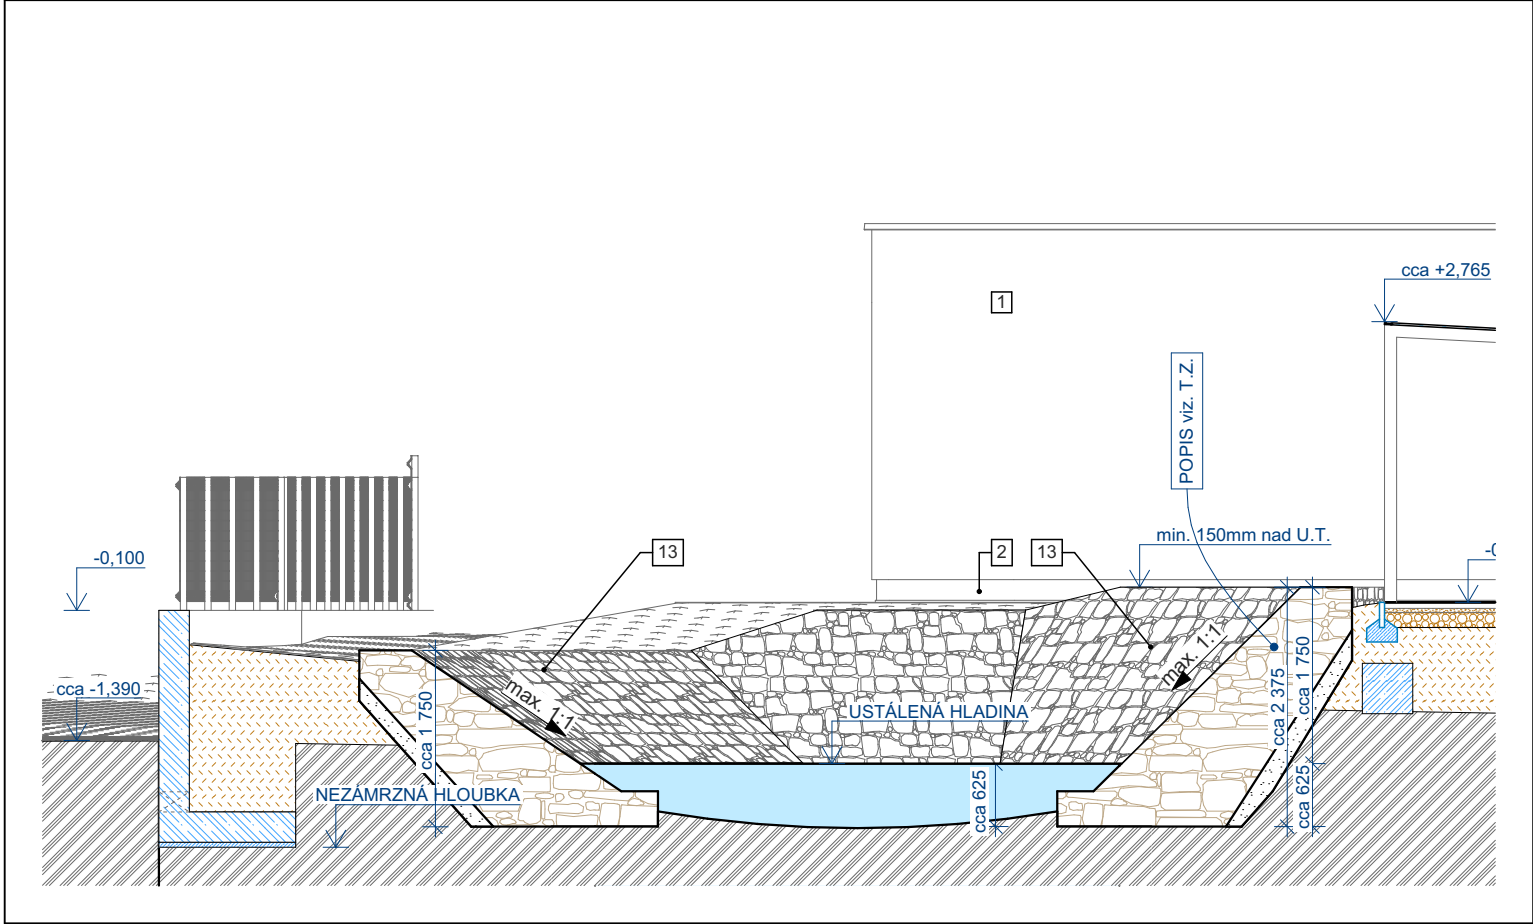 cca +2,765
1
POPIS viz. T.Z.
min. 150mm nad U.T.
-0,100
13
2
13
-0
cca -1,390
max. 1:1
max. 1:1
USTÁLENÁ HLADINA
cca 1 750
cca 2 375
cca 1 750
NEZÁMRZNÁ HLOUBKA
cca 625
cca 625